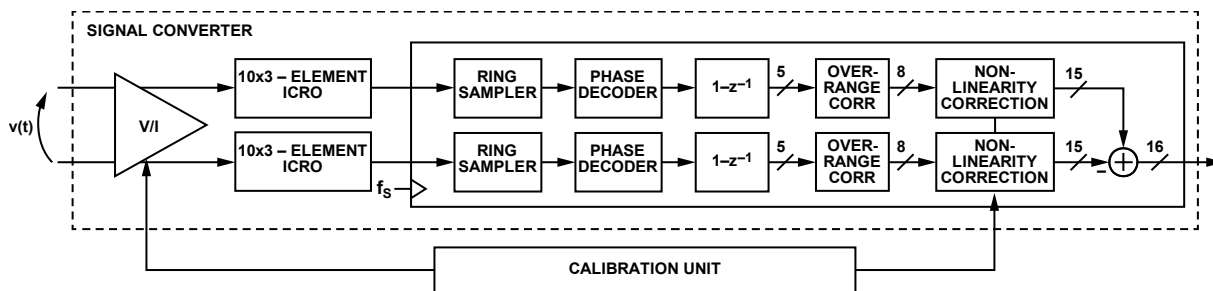 SIGNAL CONVERTER
v(t)
V/I
10x3 – ELEMENT
ICRO
RING
SAMPLER
PHASE
DECODER
1–z⁻¹
5
OVER-
RANGE
CORR
8
NON-
LINEARITY
CORRECTION
15
10x3 – ELEMENT
ICRO
fS
RING
SAMPLER
PHASE
DECODER
1–z⁻¹
5
OVER-
RANGE
CORR
8
NON-
LINEARITY
CORRECTION
15
+
–
16
CALIBRATION UNIT